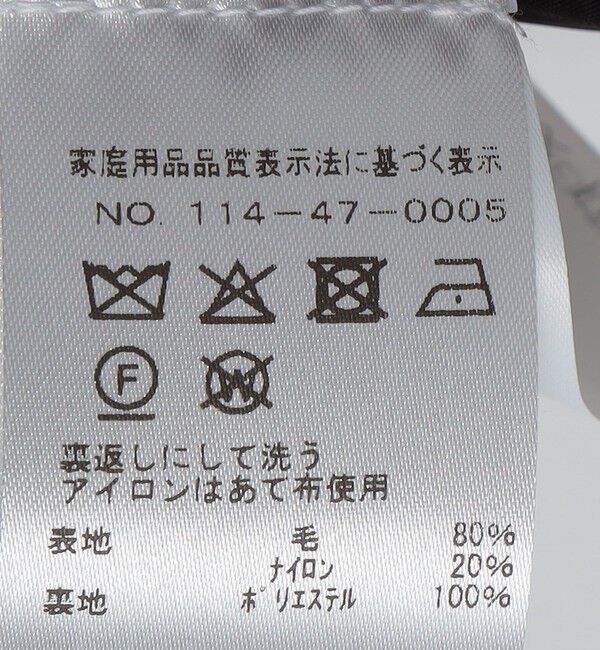 家庭用品品質表示法に基づく表示
NO. 114-47-0005
F W
裏返しにして洗う
アイロンはあて布使用
表地 毛 80%
ナイロン 20%
裏地 ポリエステル 100%